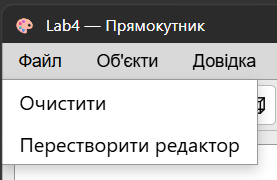 Lab4 — Прямокутник
Файл Об'єкти Довідка
Очистити
Перестворити редактор